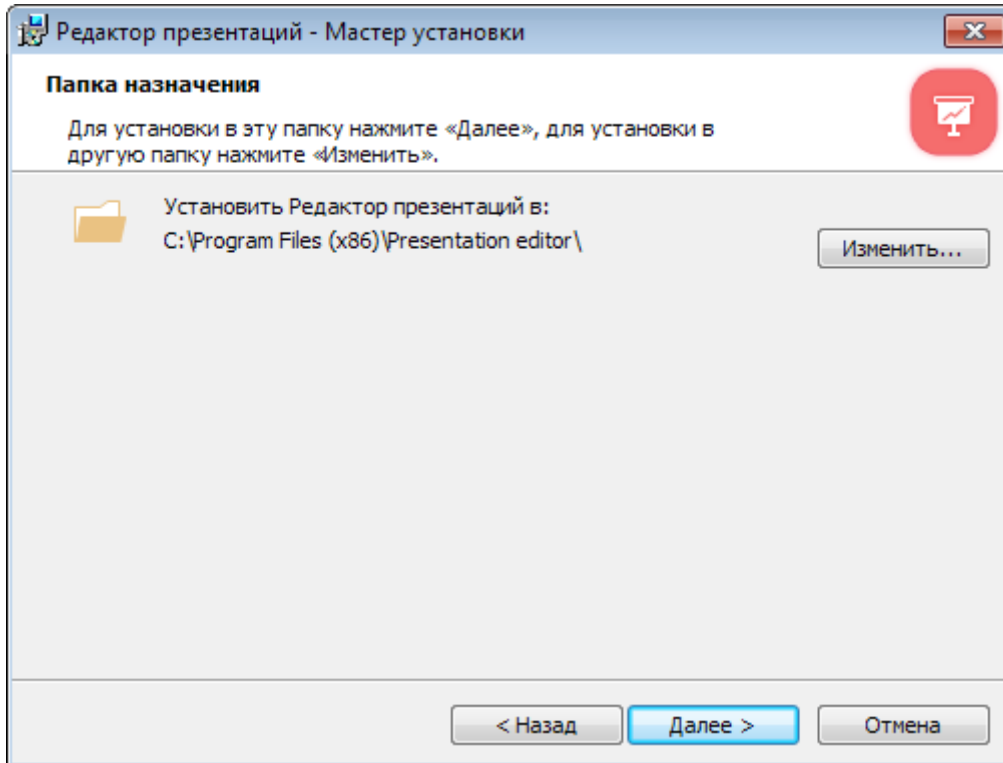 Редактор презентаций - Мастер установки
Папка назначения
Для установки в эту папку нажмите «Далее», для установки в
другую папку нажмите «Изменить».
Установить Редактор презентаций в:
C:\Program Files (x86)\Presentation editor\
Изменить...
< Назад
Далее >
Отмена